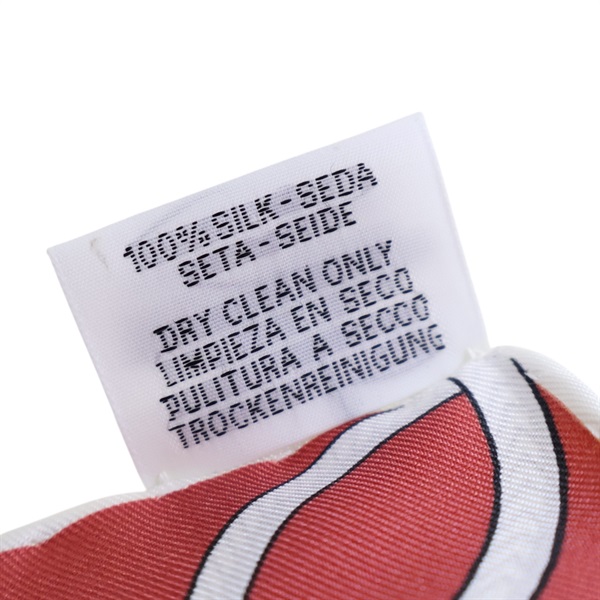 100% SILK - SEDA
SETA - SEIDE
DRY CLEAN ONLY
LIMPIEZA EN SECO
PULITURA A SECCO
TROCKENREINIGUNG